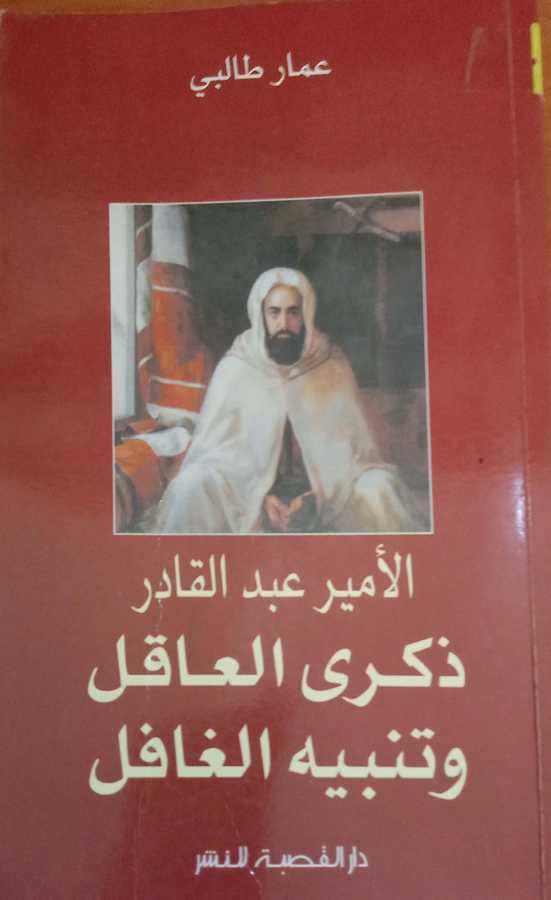 عمار طالبي
الأمير عبد القادر
ذكرى العاقل
وتنبيه الغافل
دار القصبة للنشر